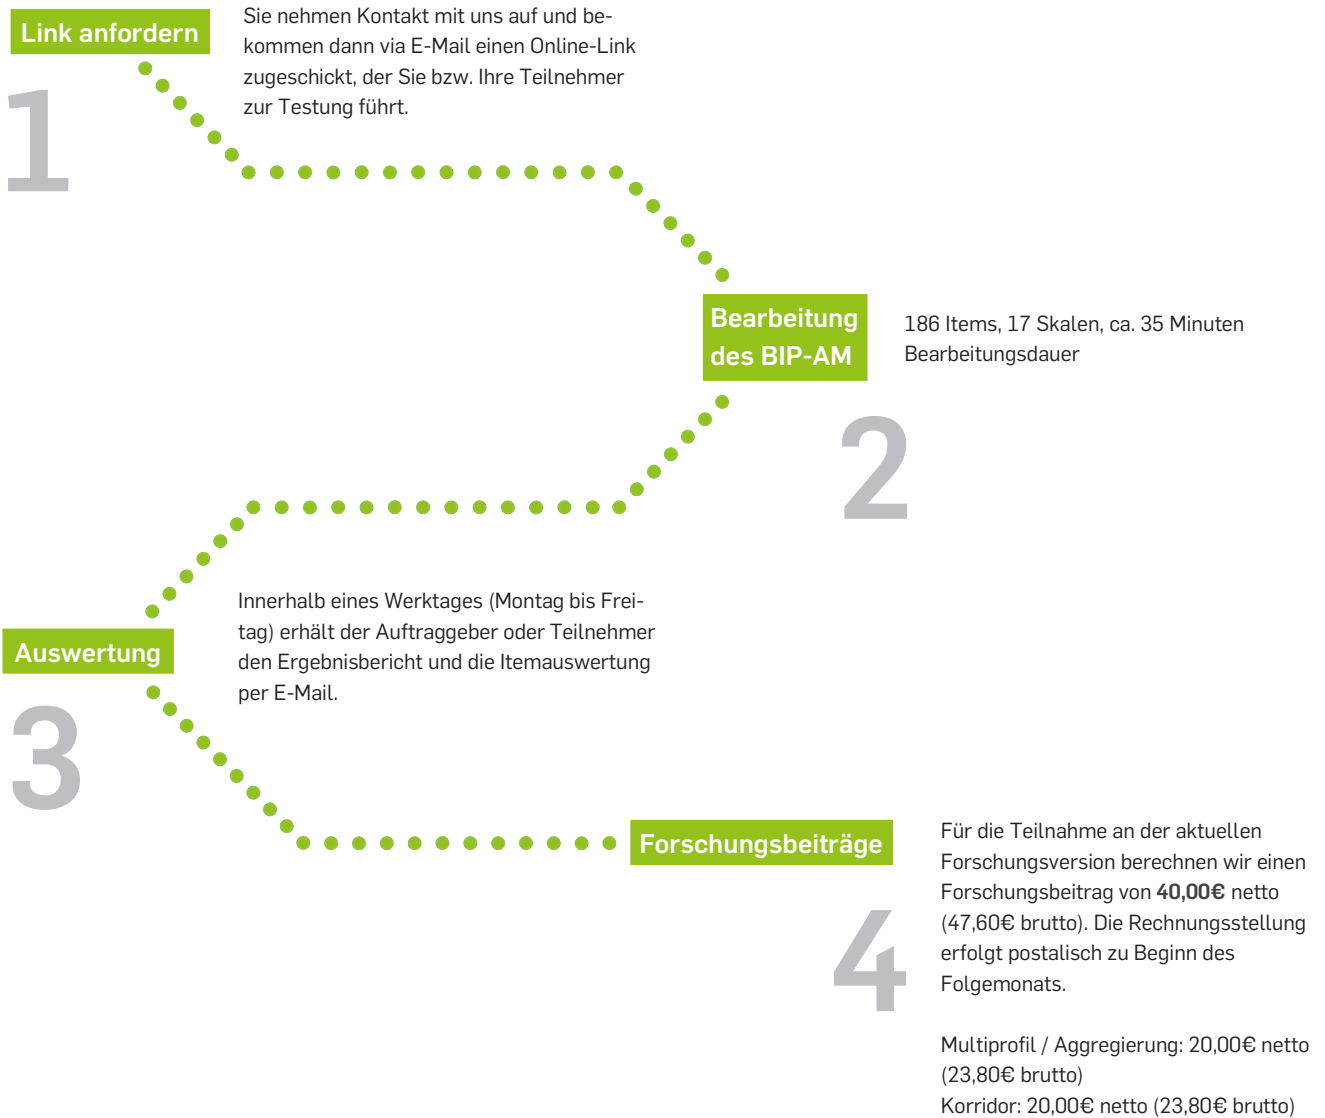 Link anfordern
Sie nehmen Kontakt mit uns auf und be-
kommen dann via E-Mail einen Online-Link
zugeschickt, der Sie bzw. Ihre Teilnehmer
zur Testung führt.
1
Bearbeitung
des BIP-AM
186 Items, 17 Skalen, ca. 35 Minuten
Bearbeitungsdauer
2
Auswertung
Innerhalb eines Werktages (Montag bis Frei-
tag) erhält der Auftraggeber oder Teilnehmer
den Ergebnisbericht und die Itemauswertung
per E-Mail.
3
Forschungsbeiträge
4
Für die Teilnahme an der aktuellen
Forschungsversion berechnen wir einen
Forschungsbeitrag von 40,00€ netto
(47,60€ brutto). Die Rechnungsstellung
erfolgt postalisch zu Beginn des
Folgemonats.
Multiprofil / Aggregierung: 20,00€ netto
(23,80€ brutto)
Korridor: 20,00€ netto (23,80€ brutto)